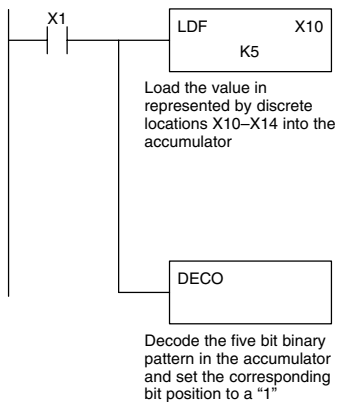 X1
LDF X10
K5
Load the value in
represented by discrete
locations X10–X14 into the
accumulator
DECO
Decode the five bit binary
pattern in the accumulator
and set the corresponding
bit position to a “1”